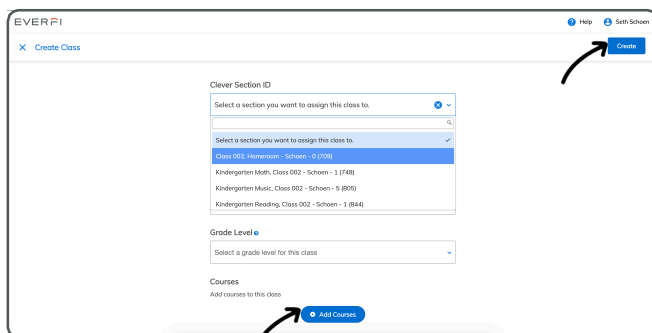 EVERFI
Help
Seth Schoen
Create Class
Create
Clever Section ID
Select a section you want to assign this class to.
Select a section you want to assign this class to.
Class 002, Homeroom - Schoen - 0 (709)
Kindergarten Math, Class 002 - Schoen - 1 (748)
Kindergarten Music, Class 002 - Schoen - 5 (805)
Kindergarten Reading, Class 002 - Schoen - 1 (844)
Grade Level
Select a grade level for this class
Courses
Add courses to this class
Add Courses